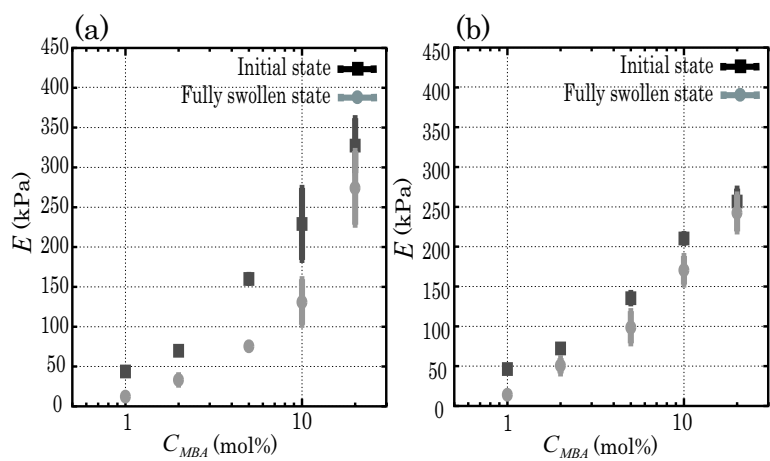 (a)
450
400
350
300
250
200
150
100
50
0
E (kPa)
Initial state
Fully swollen state
1
10
C_MBA (mol%)
(b)
450
400
350
300
250
200
150
100
50
0
E (kPa)
Initial state
Fully swollen state
1
10
C_MBA (mol%)